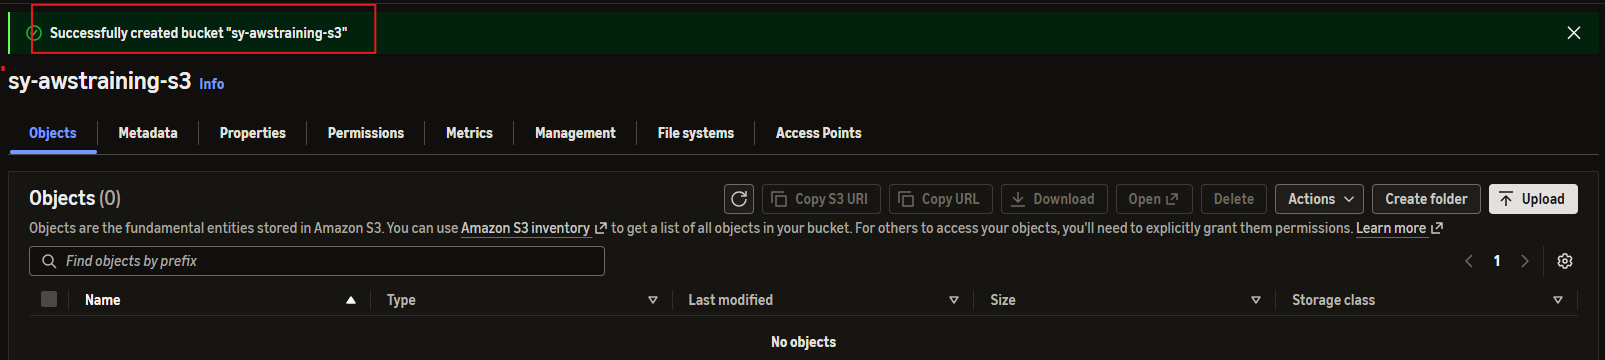 Successfully created bucket "sy-awstraining-s3"
sy-awstraining-s3 Info
Objects Metadata Properties Permissions Metrics Management File systems Access Points
Objects (0) Copy S3 URI Copy URL Download Open Delete Actions Create folder Upload
Objects are the fundamental entities stored in Amazon S3. You can use Amazon S3 inventory to get a list of all objects in your bucket. For others to access your objects, you'll need to explicitly grant them permissions. Learn more
Find objects by prefix 1
Name Type Last modified Size Storage class
No objects